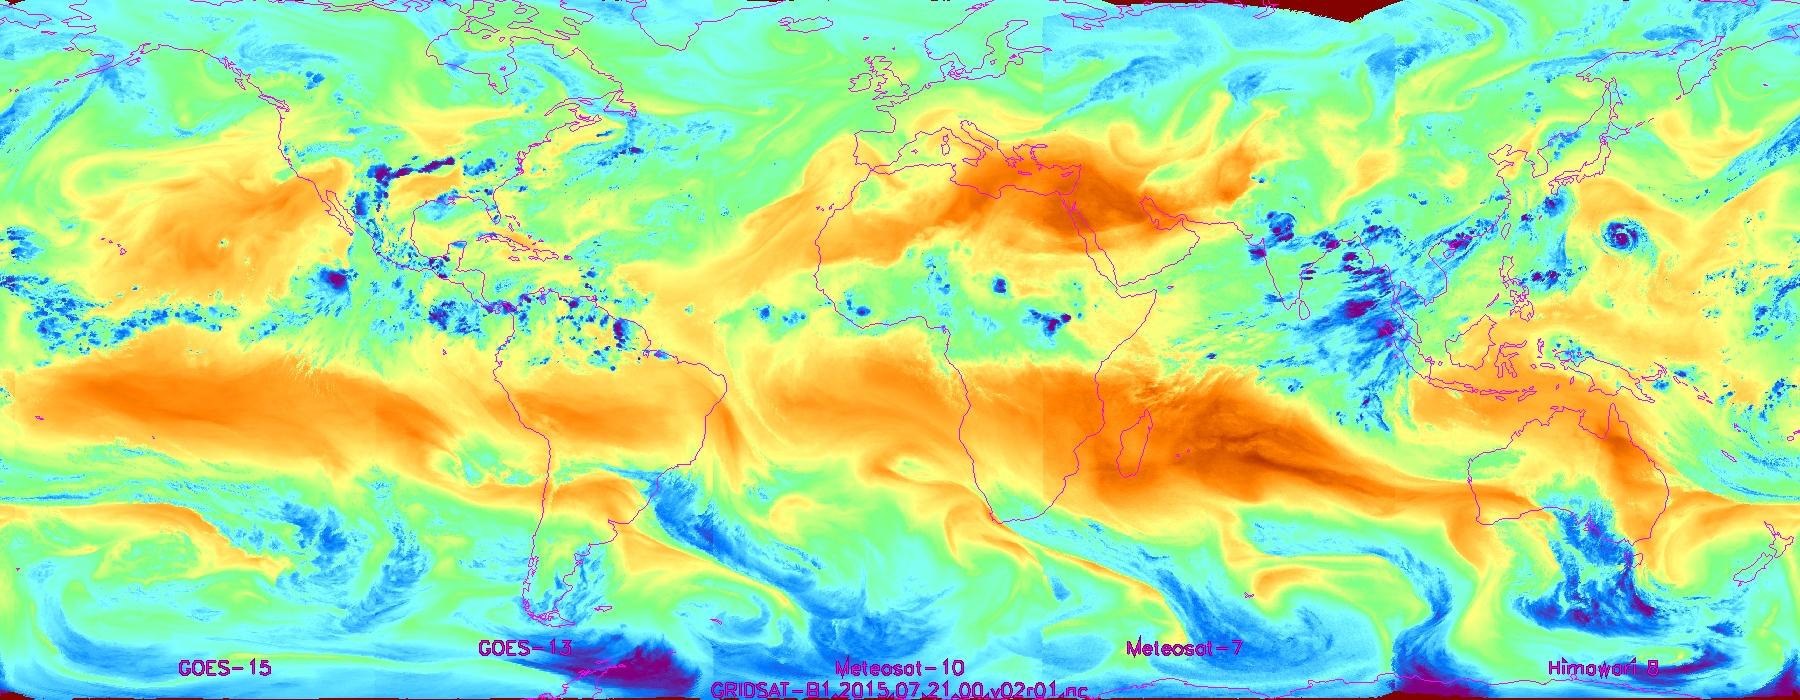 GOES-13
Meteosat-7
GOES-15
Meteosat-10
Himawari 8
GRIDSAT-B1.2015.07.21.00.v02r01.nc